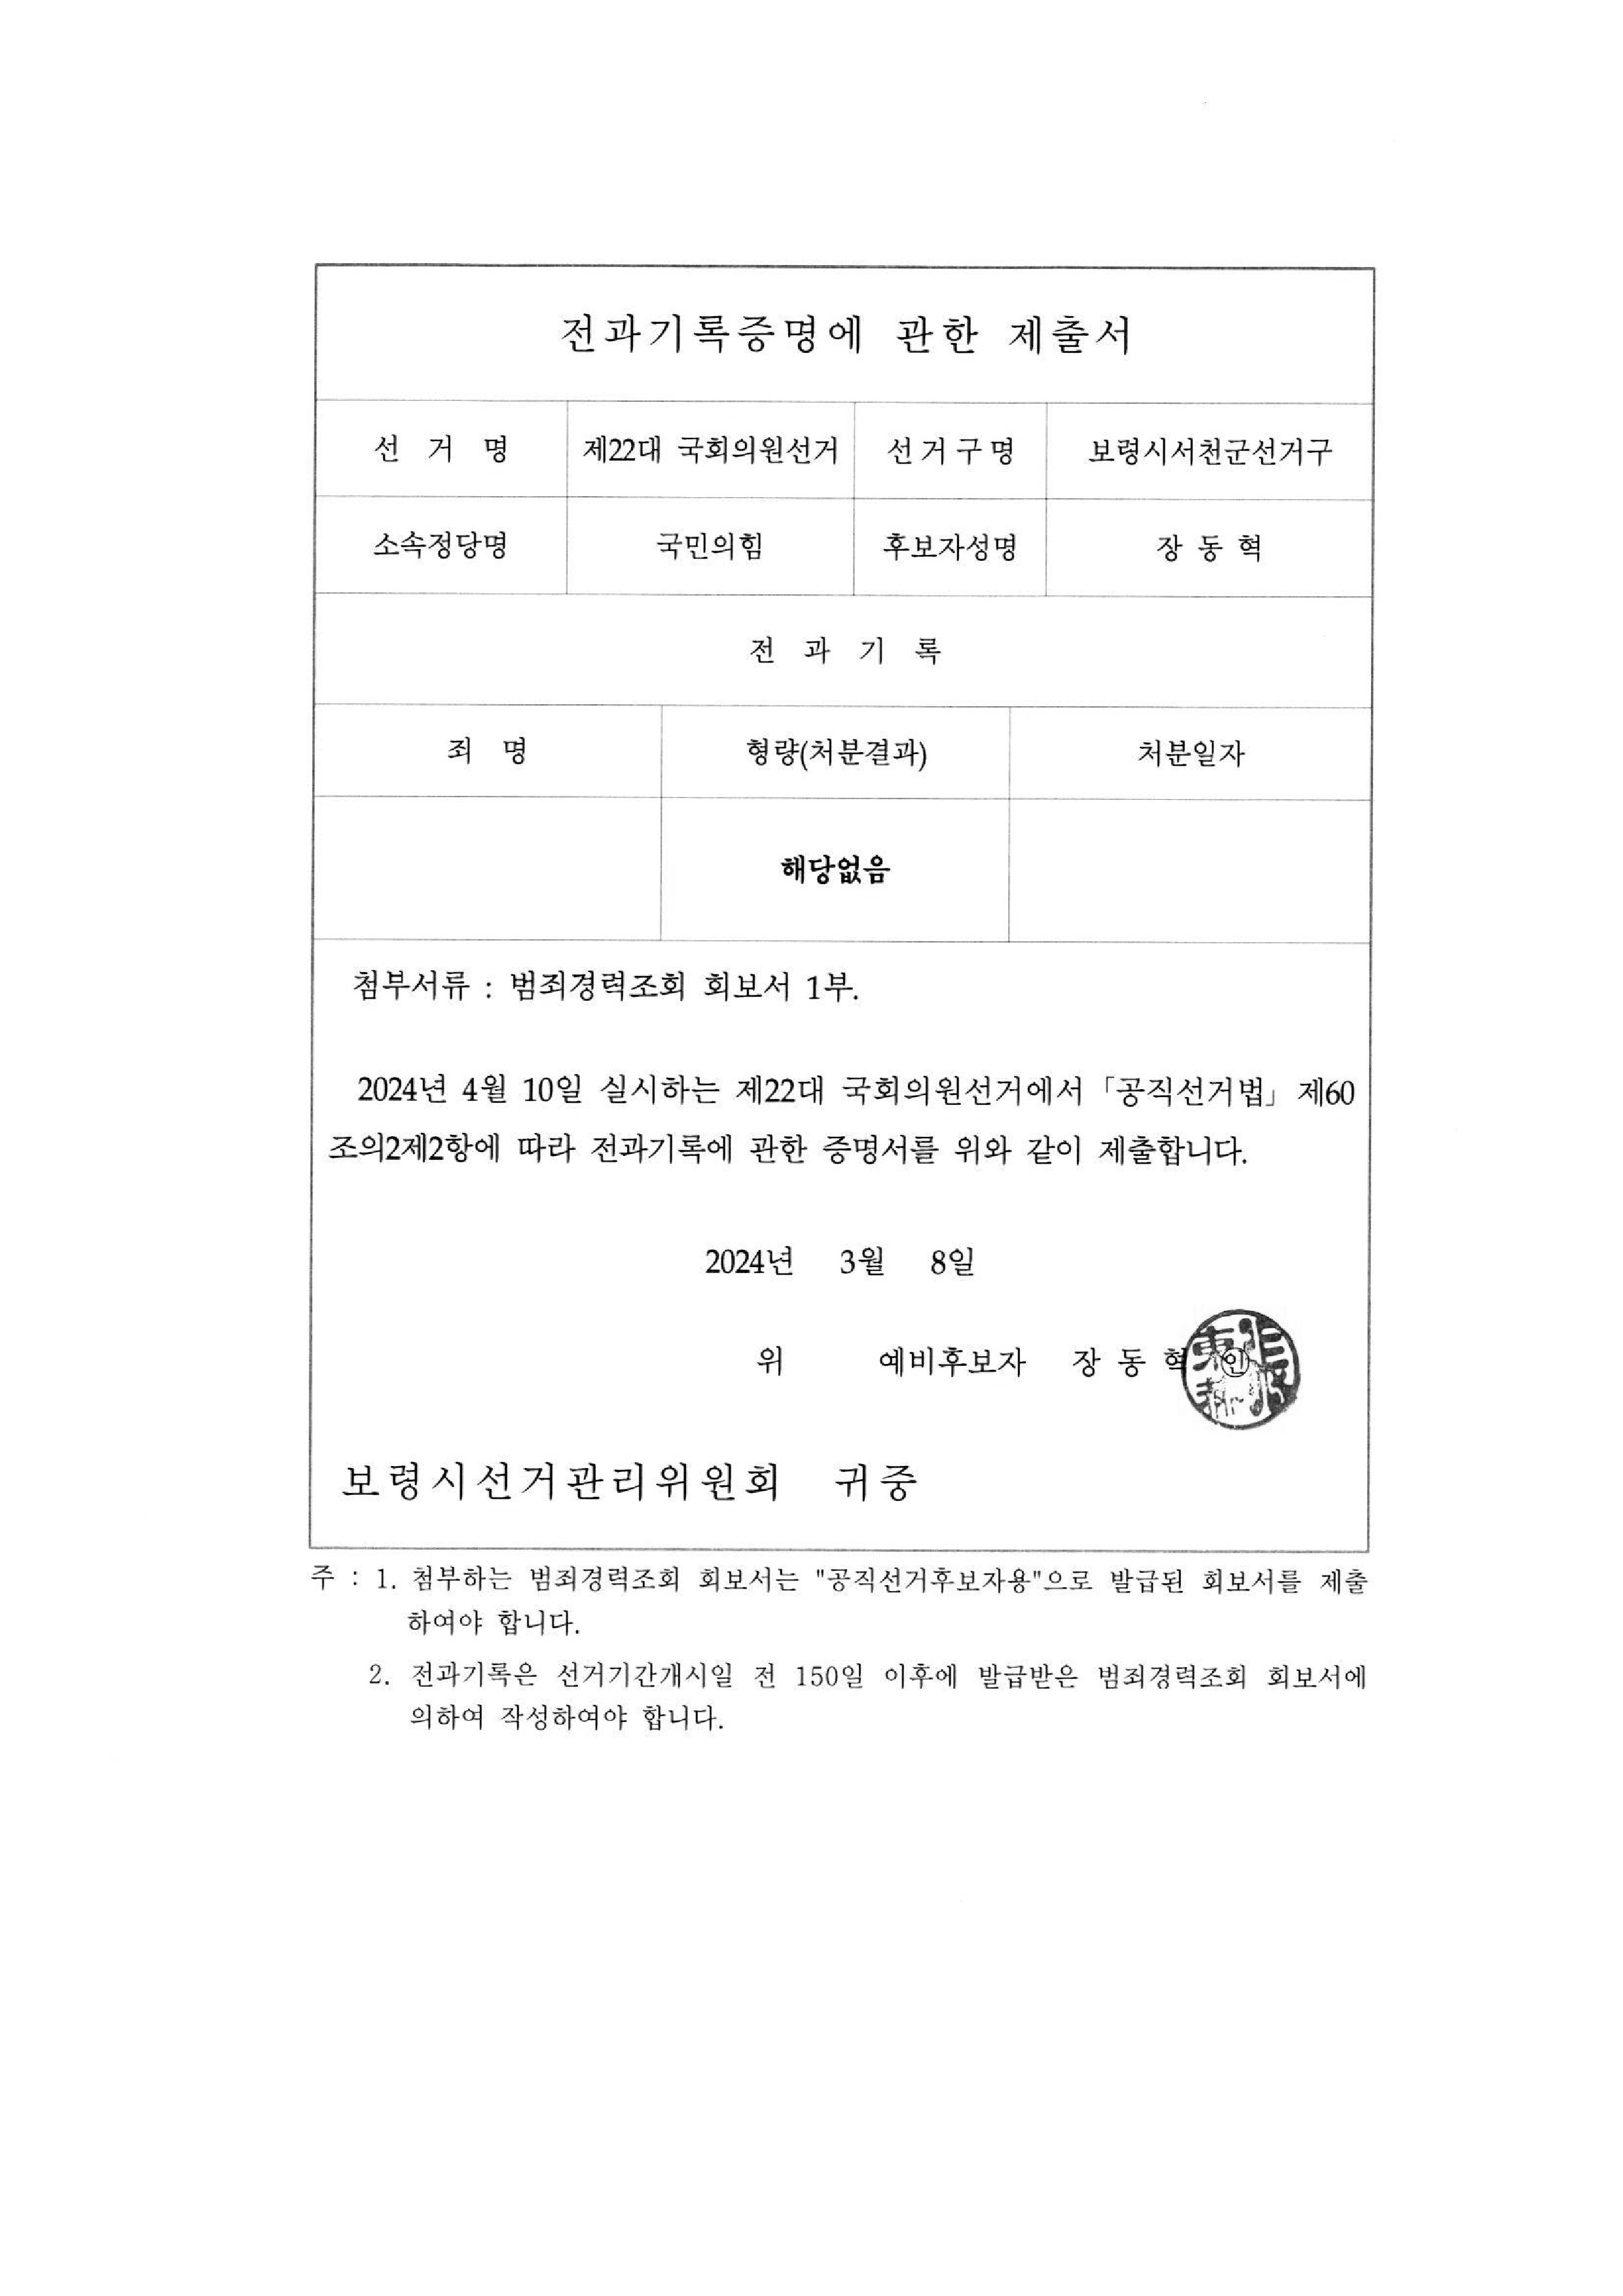 전과기록증명에 관한 제출서
선 거 명 제22대 국회의원선거 선거구명 보령시서천군선거구
소속정당명 국민의힘 후보자성명 장 동 혁
전 과 기 록
죄 명 형량(처분결과) 처분일자
해당없음
첨부서류 : 범죄경력조회 회보서 1부.
2024년 4월 10일 실시하는 제22대 국회의원선거에서 「공직선거법」 제60
조의2제2항에 따라 전과기록에 관한 증명서를 위와 같이 제출합니다.
2024년 3월 8일
위 예비후보자 장 동 혁 ㊞
보령시선거관리위원회 귀중
주 : 1. 첨부하는 범죄경력조회 회보서는 "공직선거후보자용"으로 발급된 회보서를 제출
하여야 합니다.
2. 전과기록은 선거기간개시일 전 150일 이후에 발급받은 범죄경력조회 회보서에
의하여 작성하여야 합니다.